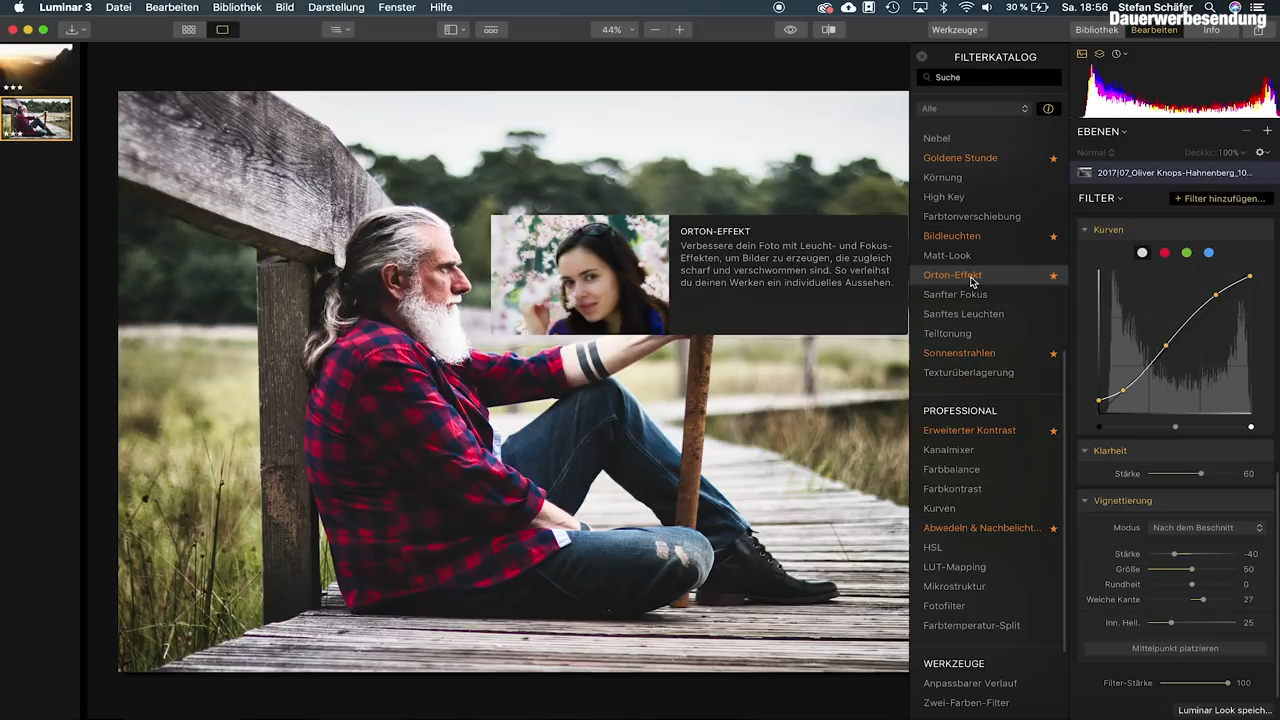 Luminar 3
Datei
Bearbeiten
Bibliothek
Bild
Darstellung
Fenster
Hilfe
30 %
Sa. 18:56
Stefan Schäfer
Dauerwerbesendung
44%
Werkzeuge
Bibliothek
Bearbeiten
Info
FILTERKATALOG
Suche
Alle
Nebel
Goldene Stunde
Körnung
High Key
Farbtonverschiebung
Bildleuchten
Matt-Look
Orton-Effekt
Sanfter Fokus
Sanftes Leuchten
Teiltonung
Sonnenstrahlen
Texturüberlagerung
PROFESSIONAL
Erweiterter Kontrast
Kanalmixer
Farbbalance
Farbkontrast
Kurven
Abwedeln & Nachbelicht...
HSL
LUT-Mapping
Mikrostruktur
Fotofilter
Farbtemperatur-Split
WERKZEUGE
Anpassbarer Verlauf
Zwei-Farben-Filter
ORTON-EFFEKT
Verbessere dein Foto mit Leucht- und Fokus-
Effekten, um Bilder zu erzeugen, die zugleich
scharf und verschwommen sind. So verleihst
du deinen Werken ein individuelles Aussehen.
EBENEN
Normal
Deckkr.: 100%
2017|07_Oliver Knops-Hahnenberg_10...
FILTER
+ Filter hinzufügen...
Kurven
Klarheit
Stärke 60
Vignettierung
Modus Nach dem Beschnitt
Stärke -40
Größe 50
Rundheit 0
Weiche Kante 27
Inn. Hell. 25
Mittelpunkt platzieren
Filter-Stärke 100
Luminar Look speich...